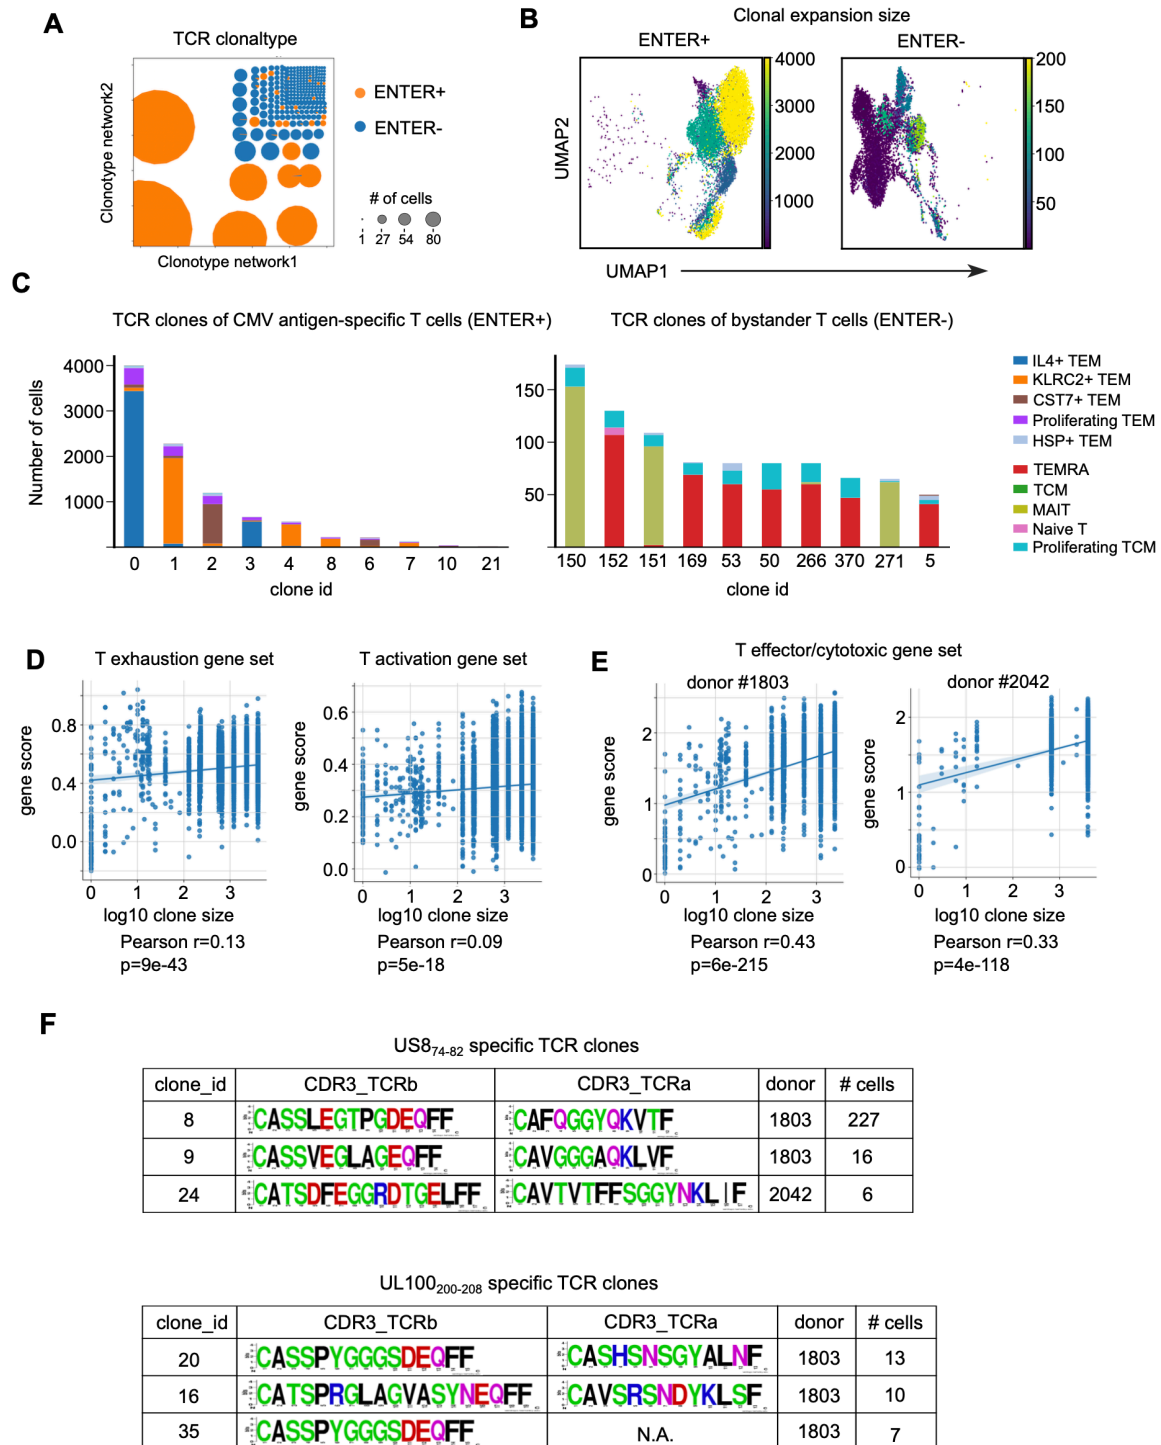 A
TCR clonaltype
Clonotype network2
Clonotype network1
ENTER+
ENTER-
# of cells
1 27 54 80
B
Clonal expansion size
ENTER+
ENTER-
4000
3000
2000
1000
200
150
100
50
UMAP2
UMAP1
C
TCR clones of CMV antigen-specific T cells (ENTER+)
TCR clones of bystander T cells (ENTER-)
Number of cells
4000
3000
2000
1000
0 1 2 3 4 8 6 7 10 21
clone id
150
100
50
150 152 151 169 53 50 266 370 271 5
clone id
IL4+ TEM
KLRC2+ TEM
CST7+ TEM
Proliferating TEM
HSP+ TEM
TEMRA
TCM
MAIT
Naive T
Proliferating TCM
D
T exhaustion gene set
gene score
0.8
0.4
0.0
0 1 2 3
log10 clone size
Pearson r=0.13
p=9e-43
T activation gene set
gene score
0.6
0.4
0.2
0.0
0 1 2 3
log10 clone size
Pearson r=0.09
p=5e-18
E
T effector/cytotoxic gene set
donor #1803
gene score
2
1
0
0 1 2 3
log10 clone size
Pearson r=0.43
p=6e-215
donor #2042
gene score
2
1
0
0 1 2 3
log10 clone size
Pearson r=0.33
p=4e-118
F
US874-82 specific TCR clones
clone_id CDR3_TCRb CDR3_TCRa donor # cells
8 CASSLEGTPGDEQFF CAFQGGYQKVTF 1803 227
9 CASSVEGLAGEQFF CAVGGGAQKLVF 1803 16
24 CATSDFEGGRDTGELFF CAVTVTFFSGGYNKLIF 2042 6
UL100200-208 specific TCR clones
clone_id CDR3_TCRb CDR3_TCRa donor # cells
20 CASSPYGGGSDEQFF CASHSNSGYALNF 1803 13
16 CATSPRGLAGVASYNEQFF CAVSRSNDYKLSF 1803 10
35 CASSPYGGGSDEQFF N.A. 1803 7